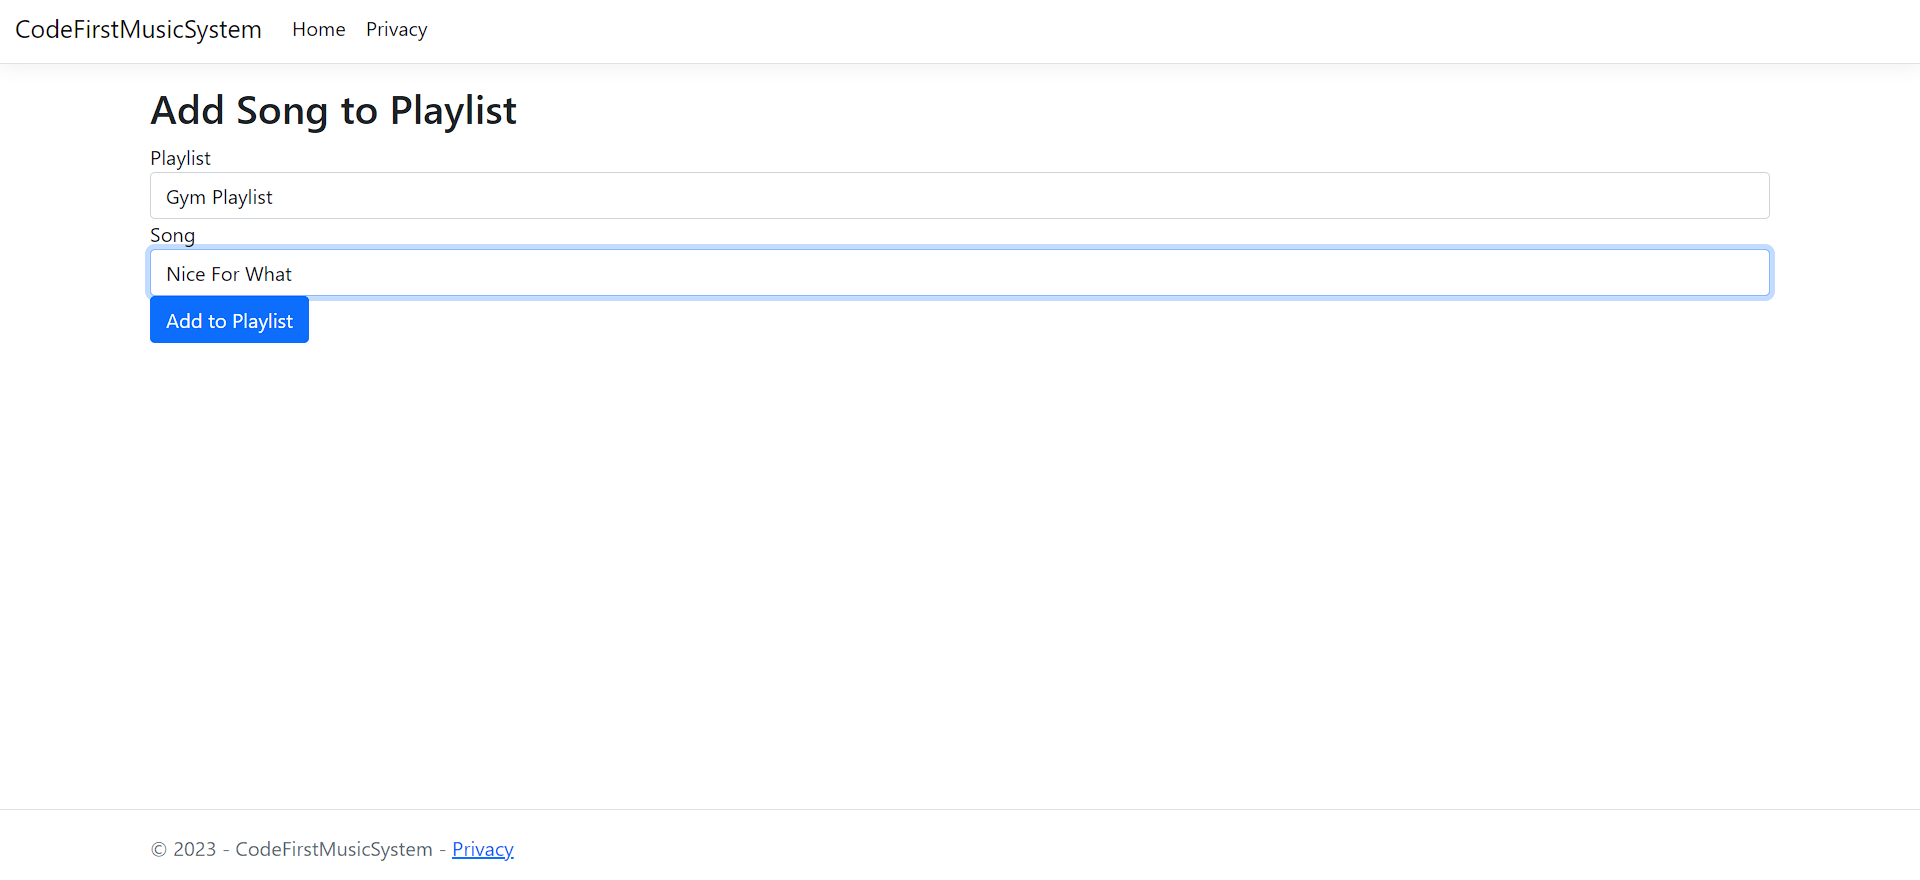 CodeFirstMusicSystem Home Privacy
Add Song to Playlist
Playlist
Gym Playlist
Song
Nice For What
Add to Playlist
© 2023 - CodeFirstMusicSystem - Privacy